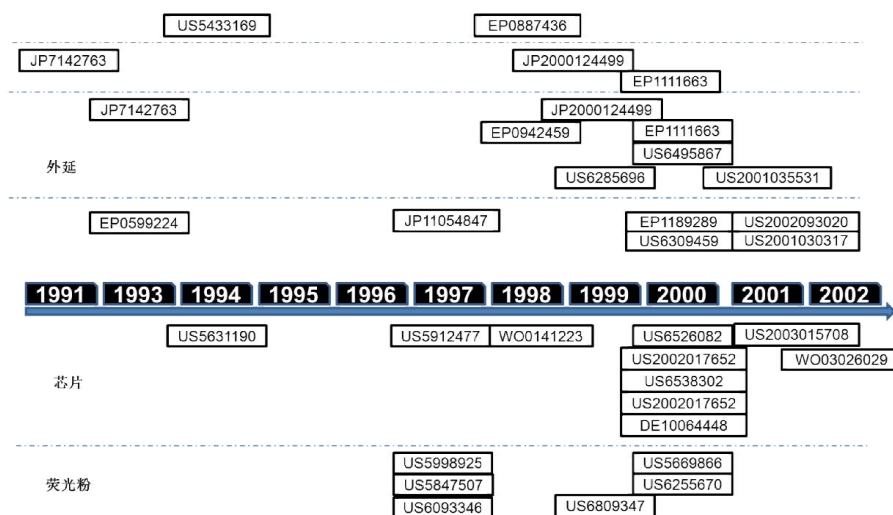 US5433169 EP0887436
JP7142763 JP2000124499
EP1111663
JP7142763 JP2000124499
EP0942459 EP1111663
外延 US6495867
US6285696 US2001035531
EP0599224 JP11054847 EP1189289 US2002093020
US6309459 US2001030317
1991 1993 1994 1995 1996 1997 1998 1999 2000 2001 2002
US5631190 US5912477 WO0141223 US6526082 US2003015708
US2002017652 WO03026029
芯片 US6538302
US2002017652
DE10064448
US5998925 US5669866
荧光粉 US5847507 US6255670
US6093346 US6809347